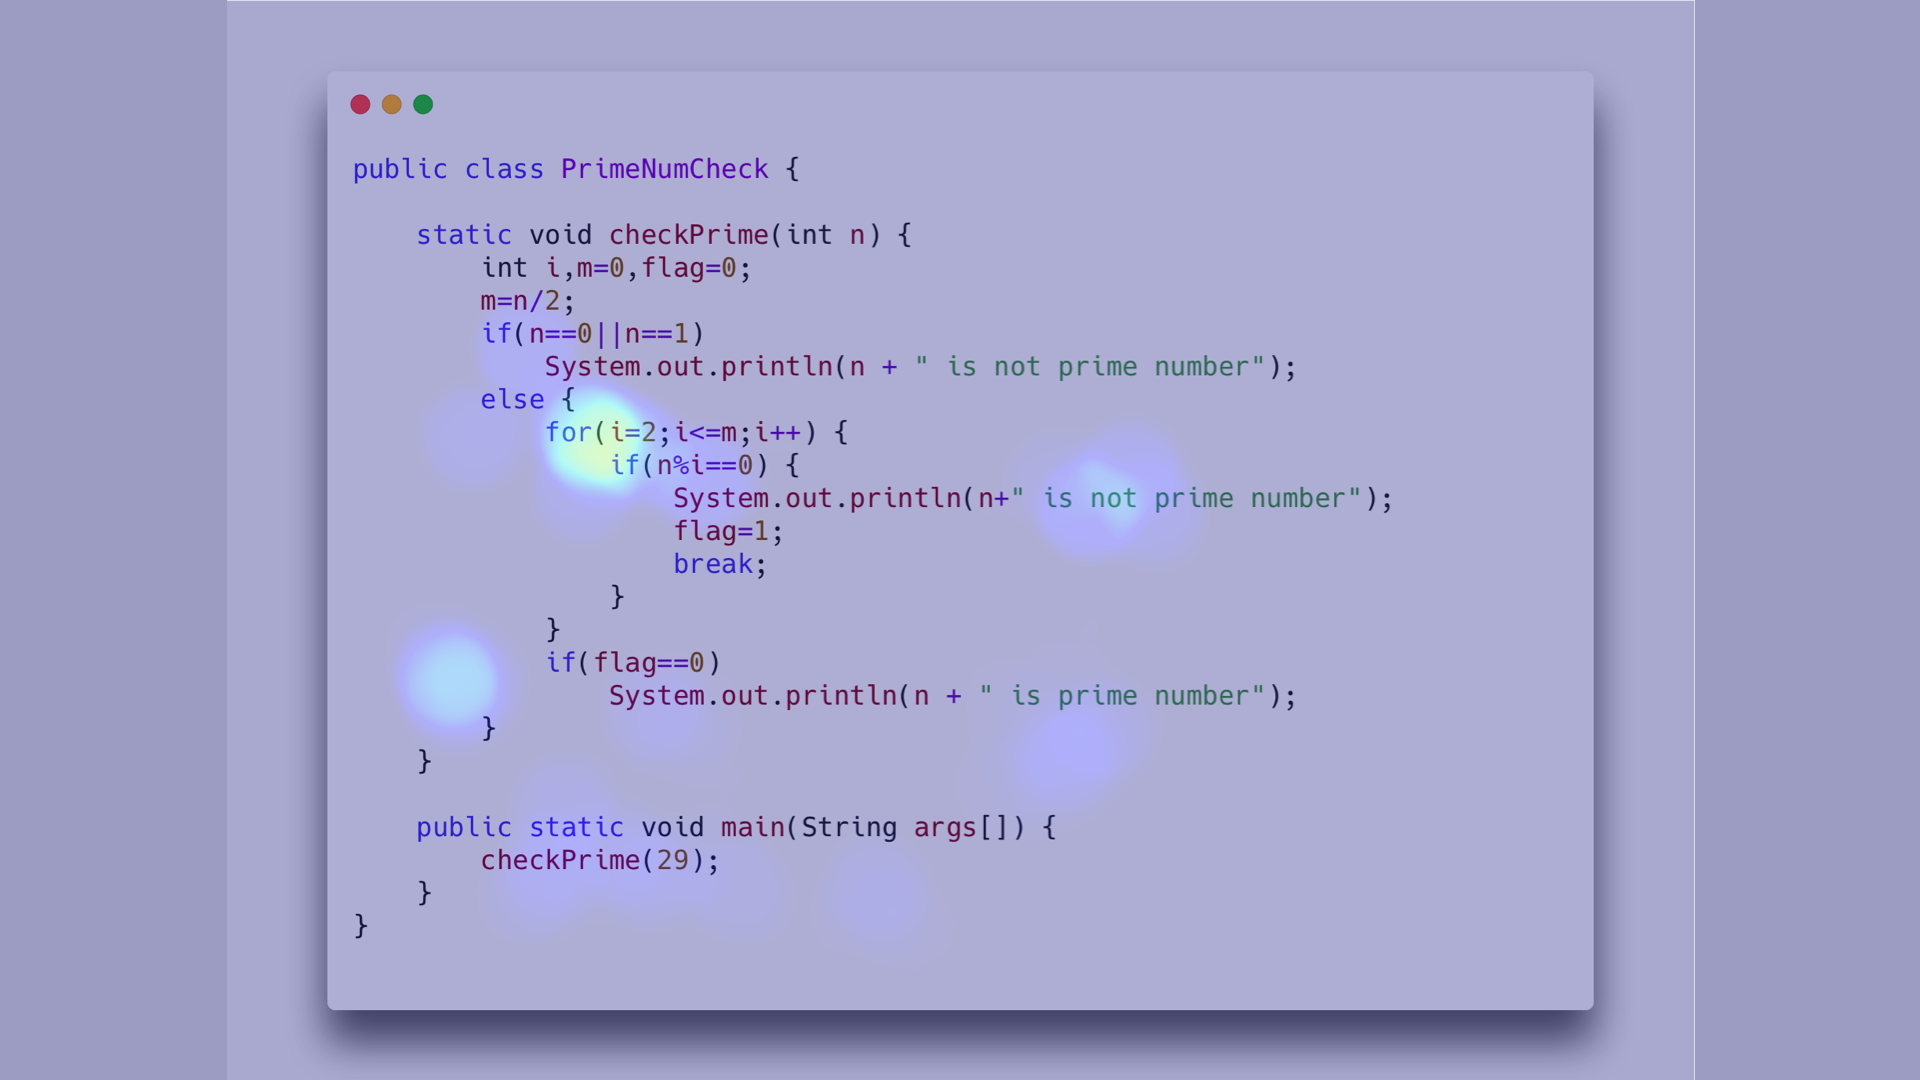 public class PrimeNumCheck {
static void checkPrime(int n) {
int i,m=0,flag=0;
m=n/2;
if(n==0||n==1)
System.out.println(n + " is not prime number");
else {
for(i=2;i<=m;i++) {
if(n%i==0) {
System.out.println(n+" is not prime number");
flag=1;
break;
}
}
if(flag==0)
System.out.println(n + " is prime number");
}
}
public static void main(String args[]) {
checkPrime(29);
}
}